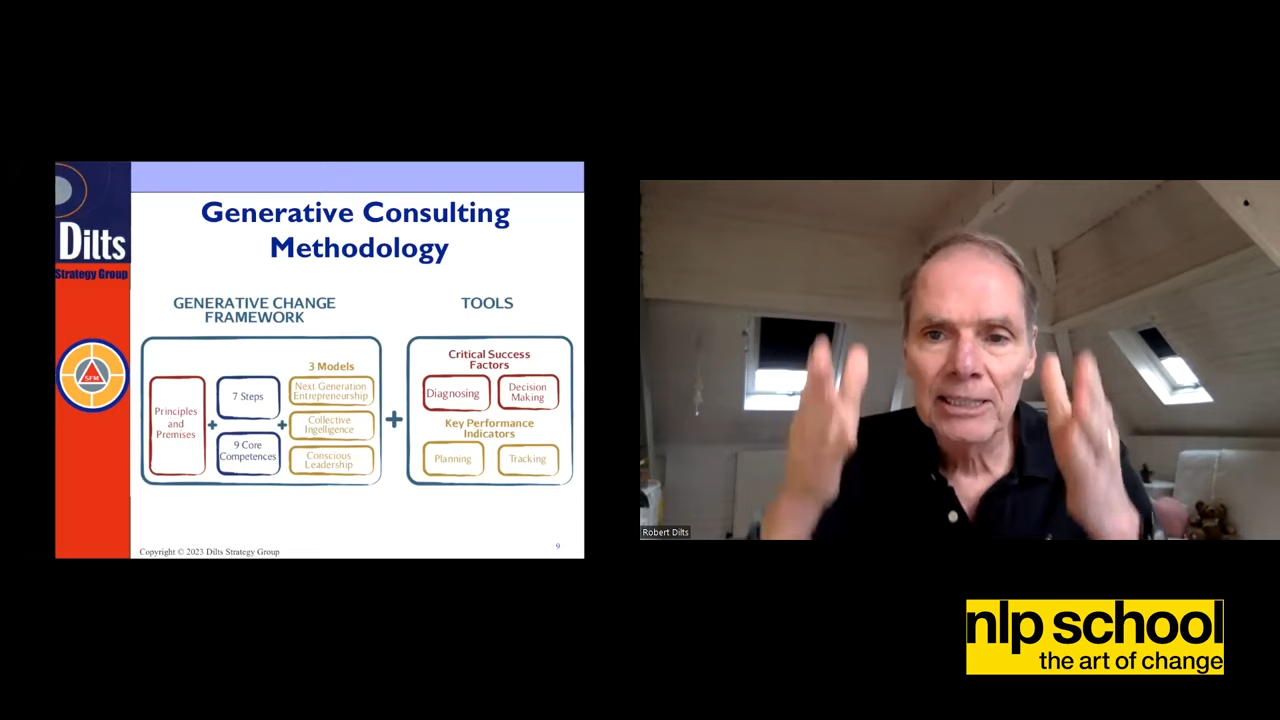 Generative Consulting
Methodology
Dilts
Strategy Group
SFM
GENERATIVE CHANGE
FRAMEWORK
Principles
and
Premises
+
7 Steps
9 Core
Competences
+
3 Models
Next Generation
Entrepreneurship
Collective
Ingelligence
Conscious
Leadership
+
TOOLS
Critical Success
Factors
Diagnosing
Decision
Making
Key Performance
Indicators
Planning
Tracking
Copyright © 2023 Dilts Strategy Group
9
Robert Dilts
nlp school
the art of change